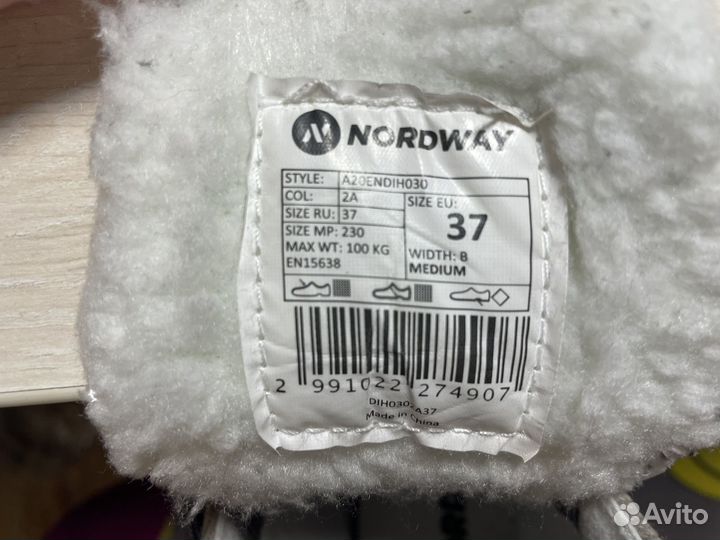 NORDWAY
STYLE: A20ENDIH030
COL: 2A
SIZE RU: 37
SIZE MP: 230
MAX WT: 100 KG
EN15638
SIZE EU:
37
WIDTH: B
MEDIUM
2 991022 274907
DIH0302A37
Made in China
Avito